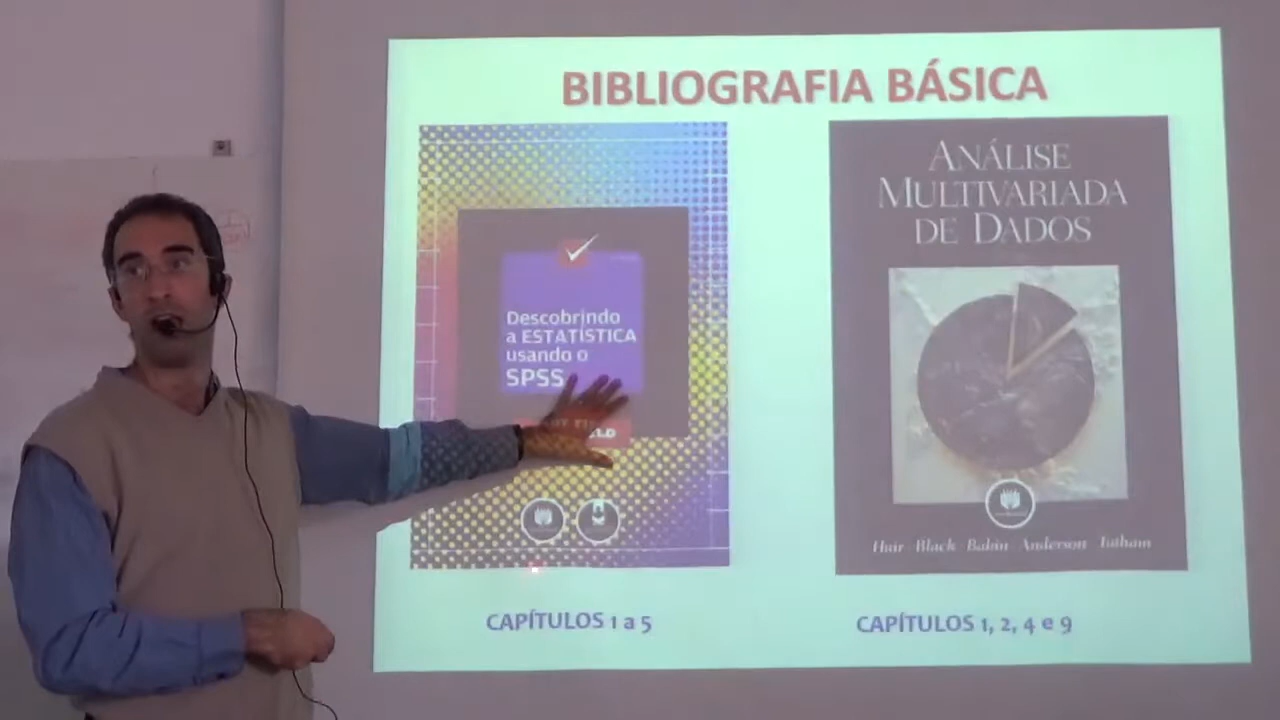 BIBLIOGRAFIA BÁSICA
Descobrindo
a ESTATÍSTICA
usando o
SPSS
CAPÍTULOS 1 a 5
ANÁLISE
MULTIVARIADA
DE DADOS
Hair Black Babin Anderson Tatham
CAPÍTULOS 1, 2, 4 e 9